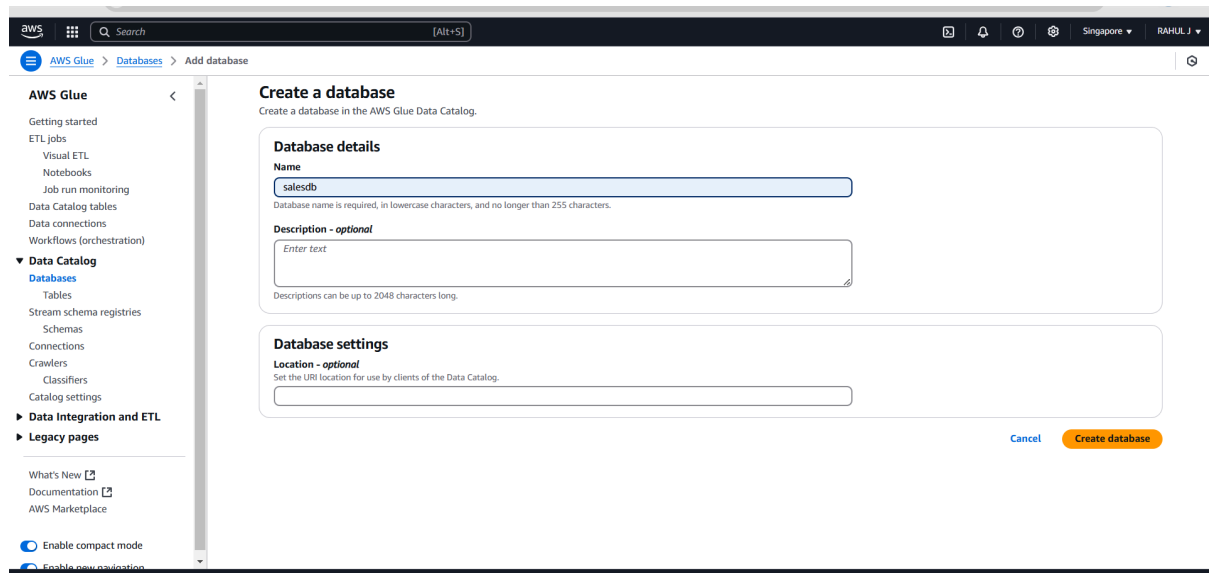 aws
Search [Alt+S] Singapore RAHUL J
AWS Glue > Databases > Add database
AWS Glue
Getting started
ETL jobs
Visual ETL
Notebooks
Job run monitoring
Data Catalog tables
Data connections
Workflows (orchestration)
Data Catalog
Databases
Tables
Stream schema registries
Schemas
Connections
Crawlers
Classifiers
Catalog settings
Data Integration and ETL
Legacy pages
What's New
Documentation
AWS Marketplace
Enable compact mode
Enable new navigation
Create a database
Create a database in the AWS Glue Data Catalog.
Database details
Name
salesdb
Database name is required, in lowercase characters, and no longer than 255 characters.
Description - optional
Enter text
Descriptions can be up to 2048 characters long.
Database settings
Location - optional
Set the URI location for use by clients of the Data Catalog.
Cancel
Create database